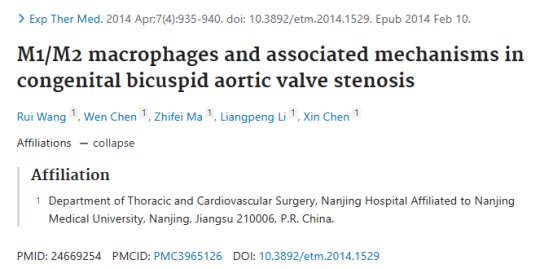 > Exp Ther Med. 2014 Apr;7(4):935-940. doi: 10.3892/etm.2014.1529. Epub 2014 Feb 10.
M1/M2 macrophages and associated mechanisms in
congenital bicuspid aortic valve stenosis
Rui Wang 1, Wen Chen 1, Zhifei Ma 1, Liangpeng Li 1, Xin Chen 1
Affiliations — collapse
Affiliation
1 Department of Thoracic and Cardiovascular Surgery, Nanjing Hospital Affiliated to Nanjing
Medical University, Nanjing, Jiangsu 210006, P.R. China.
PMID: 24669254 PMCID: PMC3965126 DOI: 10.3892/etm.2014.1529